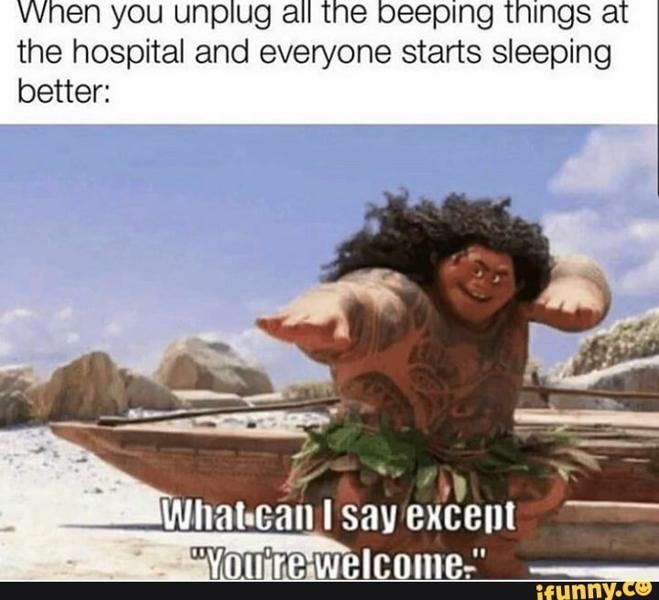 When you unplug all the beeping things at
the hospital and everyone starts sleeping
better:
What can I say except
"You're welcome."
ifunny.co